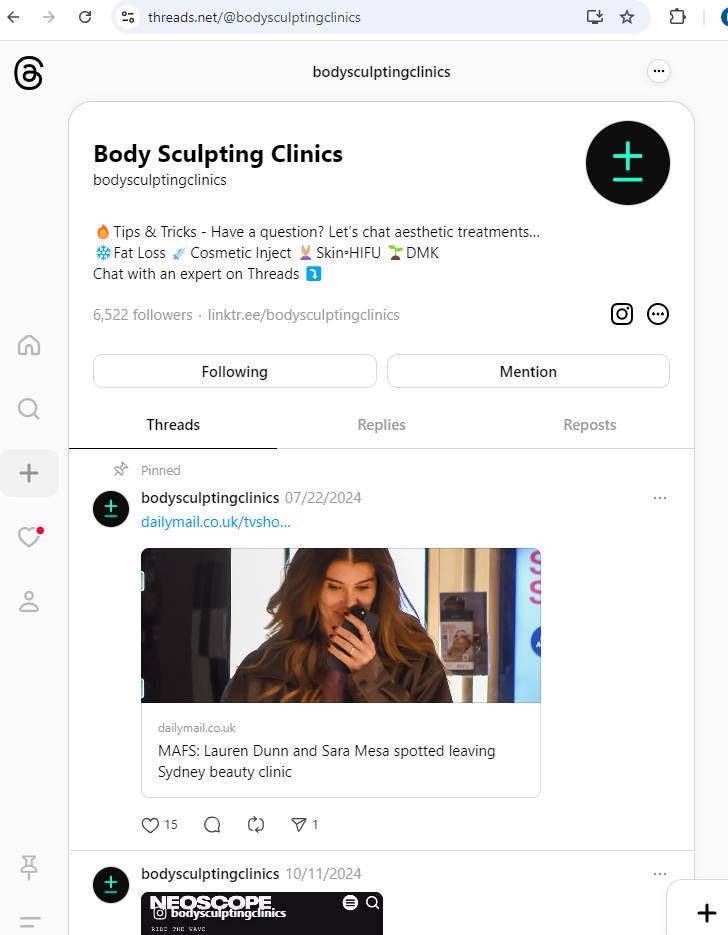 threads.net/@bodysculptingclinics
bodysculptingclinics
Body Sculpting Clinics
bodysculptingclinics
🔥 Tips & Tricks - Have a question? Let's chat aesthetic treatments...
❄️Fat Loss 💉 Cosmetic Inject 💆🏼‍♀️ Skin+HIFU 🌱DMK
Chat with an expert on Threads ⤵️
6,522 followers · linktr.ee/bodysculptingclinics
Following
Mention
Threads
Replies
Reposts
Pinned
bodysculptingclinics 07/22/2024
dailymail.co.uk/tvsho...
dailymail.co.uk
MAFS: Lauren Dunn and Sara Mesa spotted leaving
Sydney beauty clinic
15
1
bodysculptingclinics 10/11/2024
NEOSCOPE
bodysculptingclinics
RIDE THE WAVE